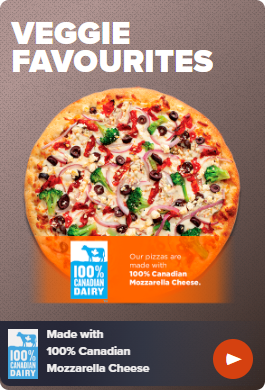 VEGGIE
FAVOURITES
Our pizzas are
made with
100% Canadian
Mozzarella Cheese.
100%
CANADIAN
DAIRY
100%
CANADIAN
DAIRY
Made with
100% Canadian
Mozzarella Cheese